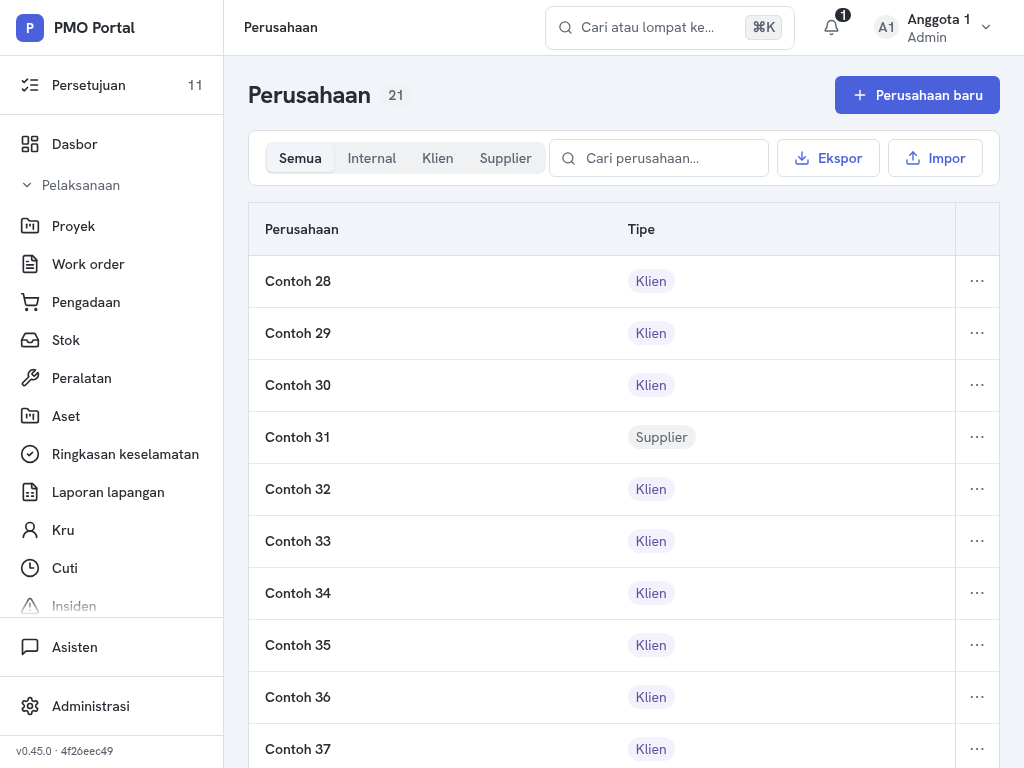 P PMO Portal
Perusahaan
Cari atau lompat ke...
⌘K
1
A1
Anggota 1
Admin
Persetujuan 11
Dasbor
Pelaksanaan
Proyek
Work order
Pengadaan
Stok
Peralatan
Aset
Ringkasan keselamatan
Laporan lapangan
Kru
Cuti
Insiden
Asisten
Administrasi
v0.45.0 · 4f26eec49
Perusahaan 21
+ Perusahaan baru
Semua Internal Klien Supplier
Cari perusahaan...
Ekspor
Impor
Perusahaan Tipe
Contoh 28 Klien ...
Contoh 29 Klien ...
Contoh 30 Klien ...
Contoh 31 Supplier ...
Contoh 32 Klien ...
Contoh 33 Klien ...
Contoh 34 Klien ...
Contoh 35 Klien ...
Contoh 36 Klien ...
Contoh 37 Klien ...